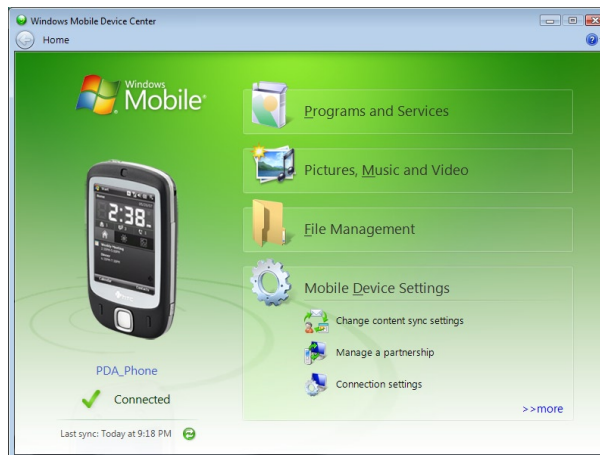 Windows Mobile Device Center
Home
Windows
Mobile
Programs and Services
Pictures, Music and Video
File Management
Mobile Device Settings
Change content sync settings
Manage a partnership
Connection settings
>>more
2:38
PDA_Phone
Connected
Last sync: Today at 9:18 PM